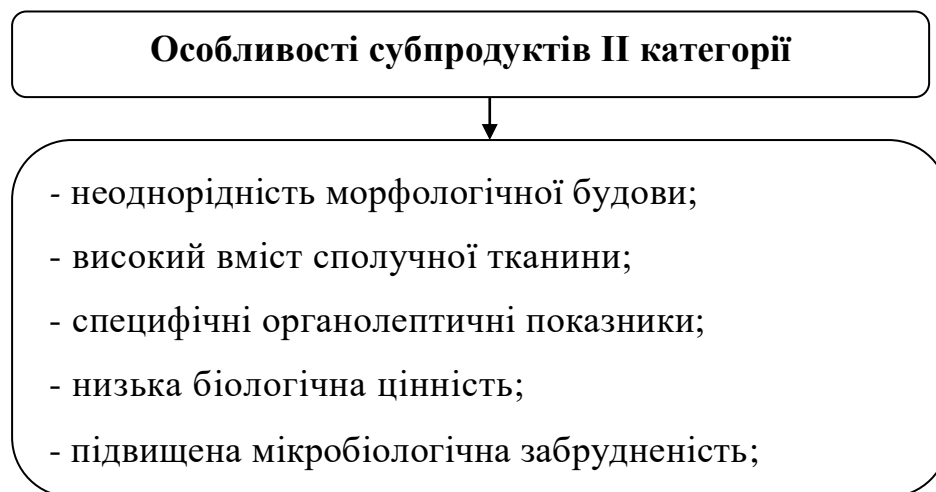 Особливості субпродуктів II категорії
- неоднорідність морфологічної будови;
- високий вміст сполучної тканини;
- специфічні органолептичні показники;
- низька біологічна цінність;
- підвищена мікробіологічна забрудненість;